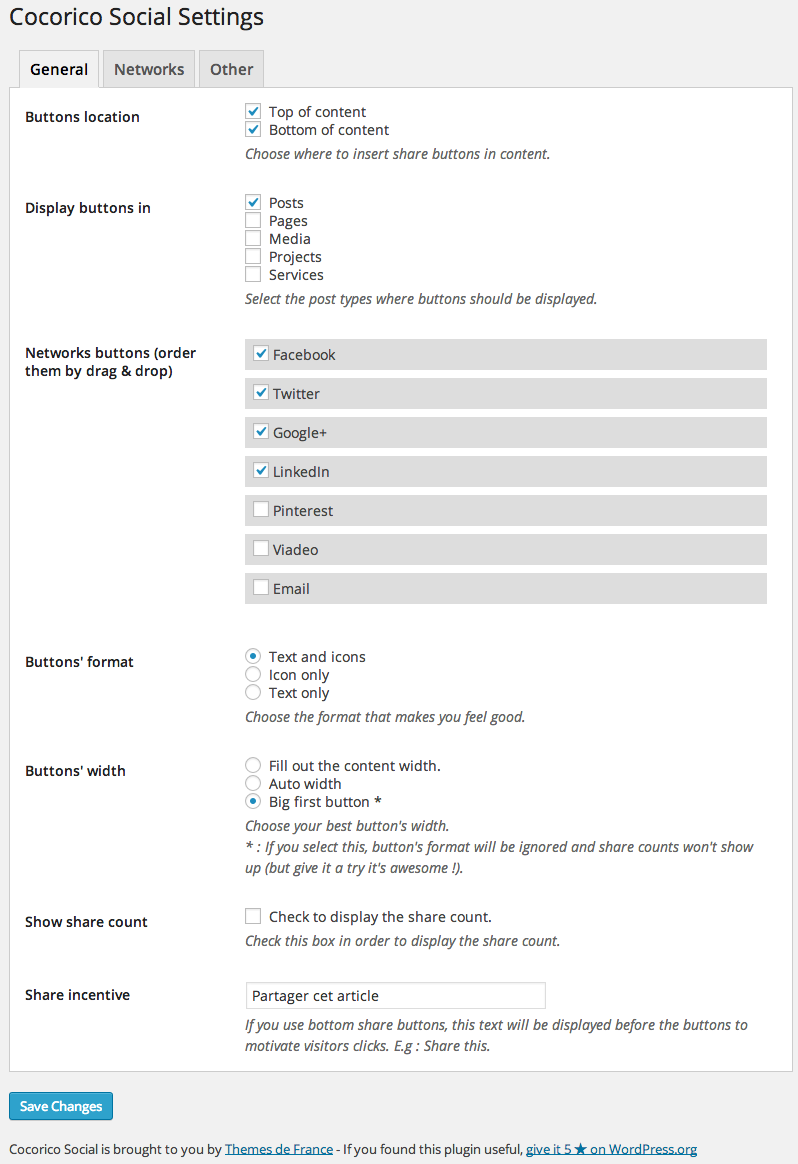 Cocorico Social Settings
General
Networks
Other
Buttons location
Top of content
Bottom of content
Choose where to insert share buttons in content.
Display buttons in
Posts
Pages
Media
Projects
Services
Select the post types where buttons should be displayed.
Networks buttons (order
them by drag & drop)
Facebook
Twitter
Google+
LinkedIn
Pinterest
Viadeo
Email
Buttons' format
Text and icons
Icon only
Text only
Choose the format that makes you feel good.
Buttons' width
Fill out the content width.
Auto width
Big first button *
Choose your best button's width.
* : If you select this, button's format will be ignored and share counts won't show
up (but give it a try it's awesome !).
Show share count
Check to display the share count.
Check this box in order to display the share count.
Share incentive
Partager cet article
If you use bottom share buttons, this text will be displayed before the buttons to
motivate visitors clicks. E.g : Share this.
Save Changes
Cocorico Social is brought to you by Themes de France - If you found this plugin useful, give it 5 ★ on WordPress.org